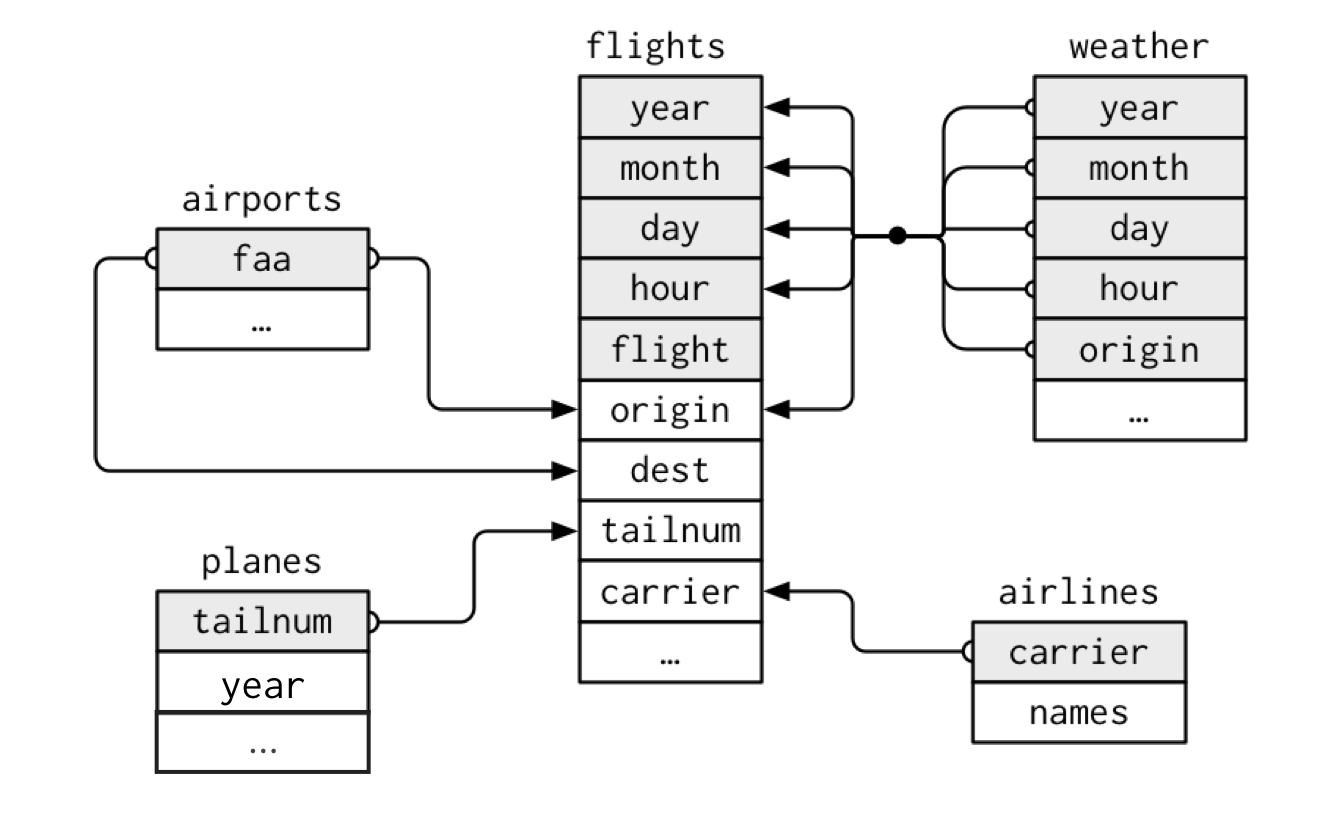 flights
year
month
day
hour
flight
origin
dest
tailnum
carrier
…
weather
year
month
day
hour
origin
…
airports
faa
…
planes
tailnum
year
...
airlines
carrier
names